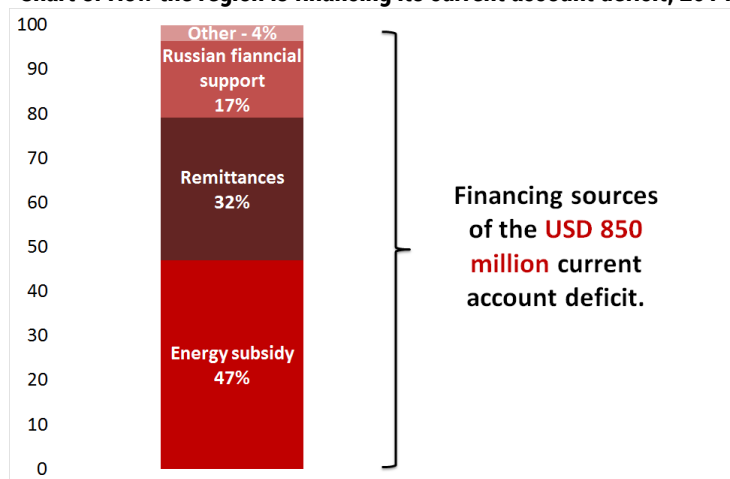 100
90
80
70
60
50
40
30
20
10
0
Other - 4%
Russian fianncial
support
17%
Remittances
32%
Energy subsidy
47%
Financing sources
of the USD 850
million current
account deficit.